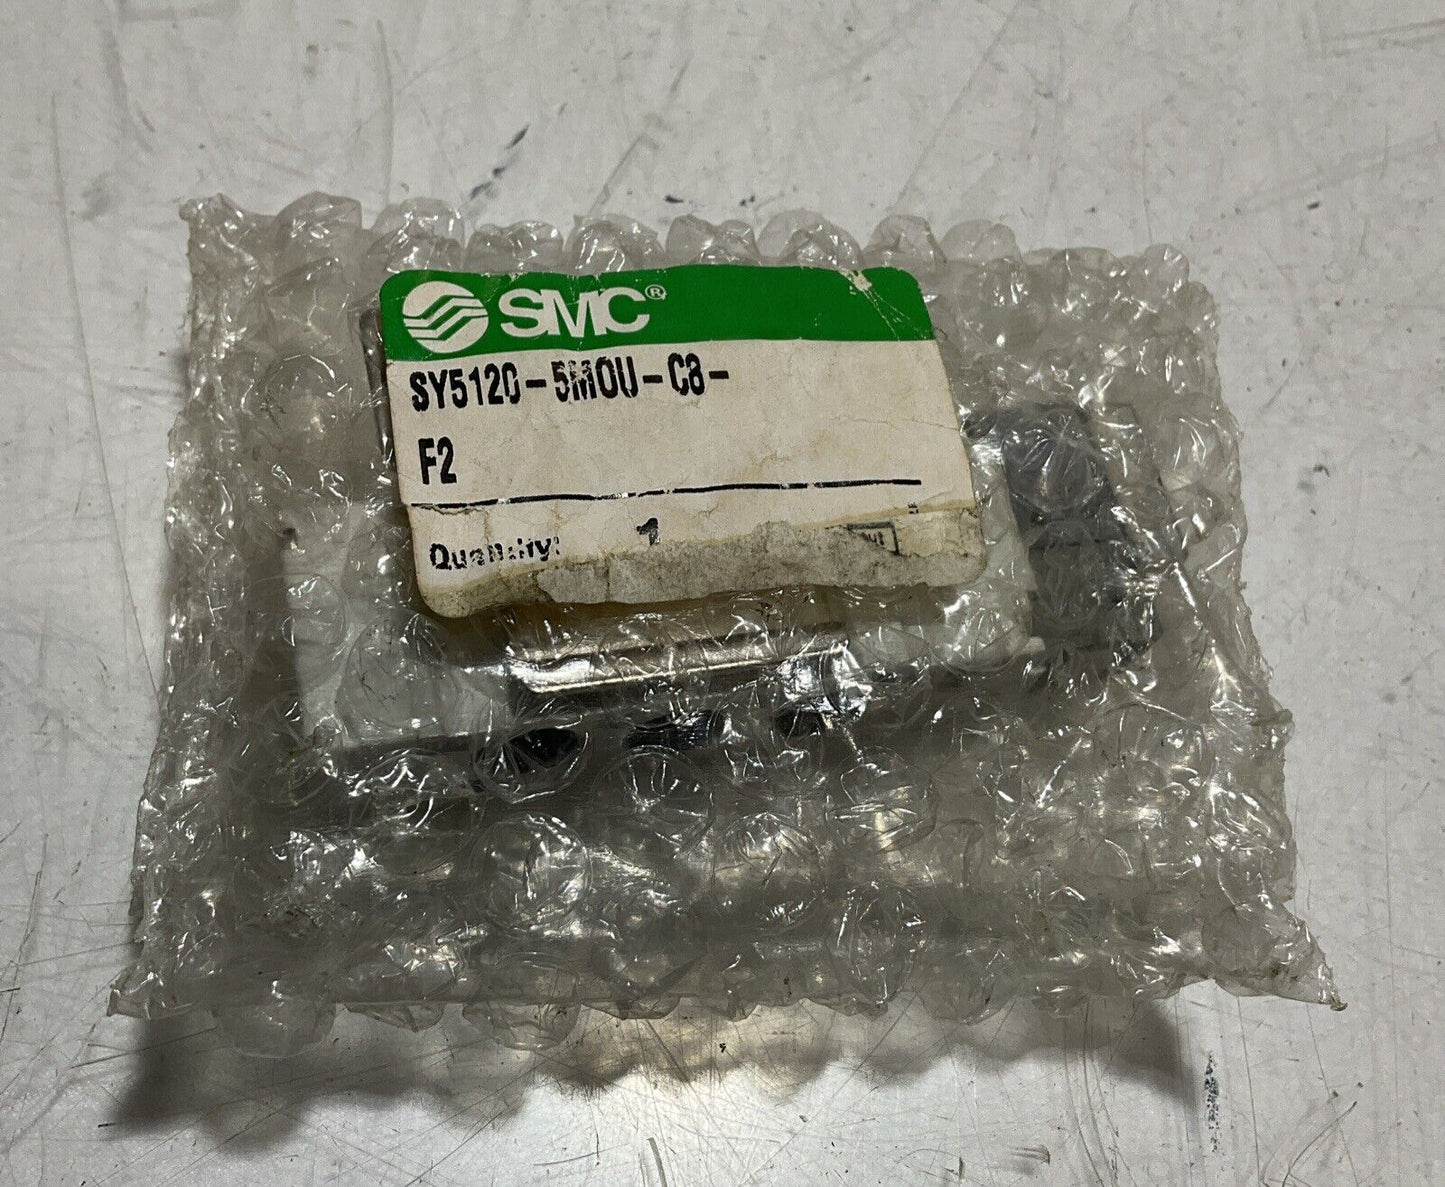 SMC®
SY5120-5MOU-C8-
F2
Quantity: 1